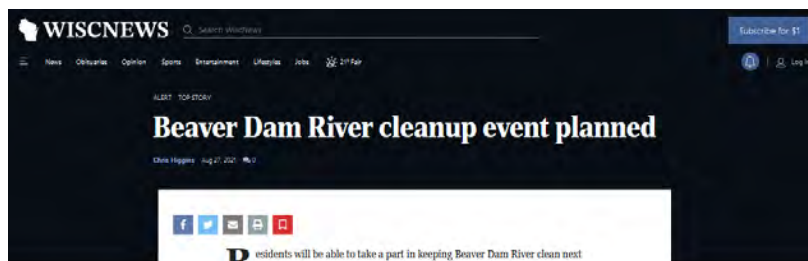 WISCNEWS
Search WiscNews
Subscribe for $1
News Obituaries Opinion Sports Entertainment Lifestyles Jobs 21° Fair
Log In
ALERT TOP STORY
Beaver Dam River cleanup event planned
Chris Higgins Aug 27, 2021 0
Residents will be able to take a part in keeping Beaver Dam River clean next